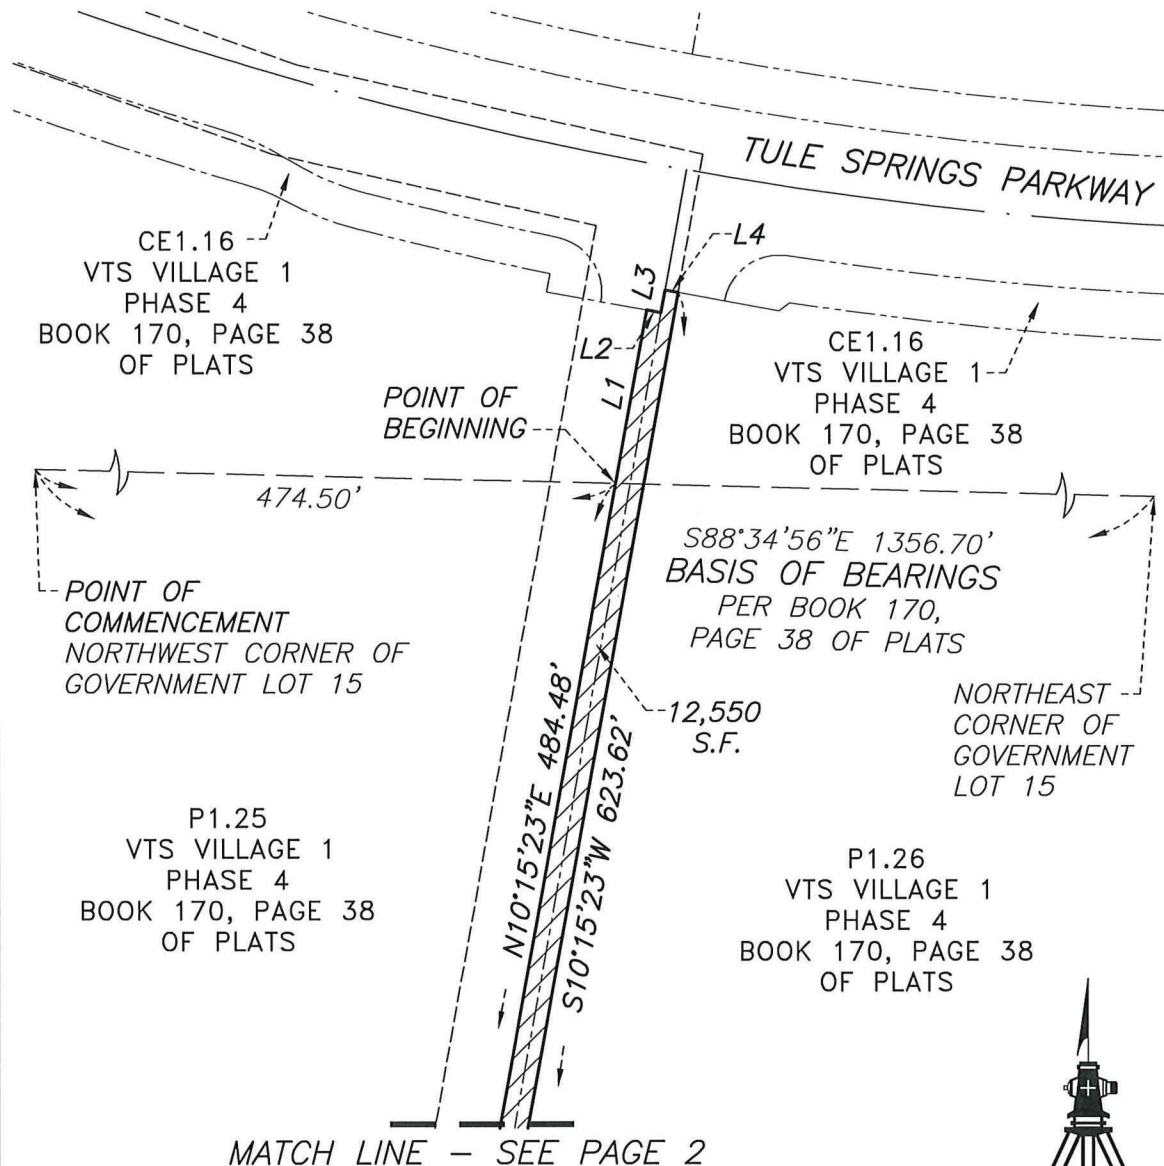 TULE SPRINGS PARKWAY
CE1.16
VTS VILLAGE 1
PHASE 4
BOOK 170, PAGE 38
OF PLATS
L4
L3
L2
L1
CE1.16
VTS VILLAGE 1
PHASE 4
BOOK 170, PAGE 38
OF PLATS
POINT OF
BEGINNING
474.50'
S88°34'56"E 1356.70'
BASIS OF BEARINGS
PER BOOK 170,
PAGE 38 OF PLATS
POINT OF
COMMENCEMENT
NORTHWEST CORNER OF
GOVERNMENT LOT 15
NORTHEAST
CORNER OF
GOVERNMENT
LOT 15
12,550
S.F.
N10°15'23"E 484.48'
S10°15'23"W 623.62'
P1.25
VTS VILLAGE 1
PHASE 4
BOOK 170, PAGE 38
OF PLATS
P1.26
VTS VILLAGE 1
PHASE 4
BOOK 170, PAGE 38
OF PLATS
MATCH LINE – SEE PAGE 2